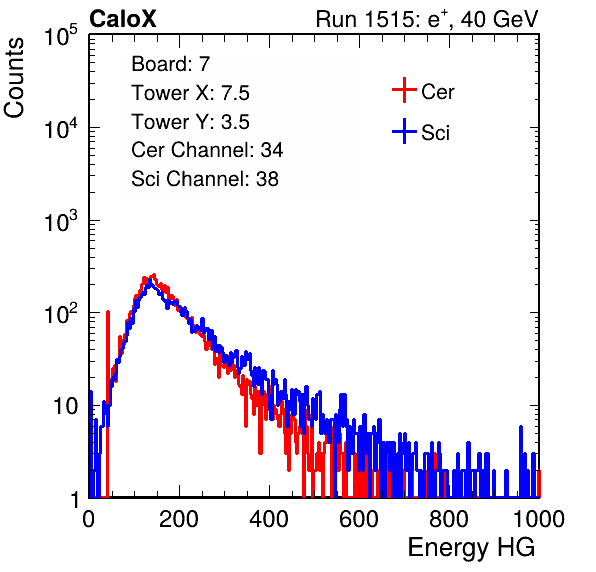 CaloX
Run 1515: e+, 40 GeV
Counts
10^5
10^4
10^3
10^2
10
1
Board: 7
Tower X: 7.5
Tower Y: 3.5
Cer Channel: 34
Sci Channel: 38
Cer
Sci
0 200 400 600 800 1000
Energy HG